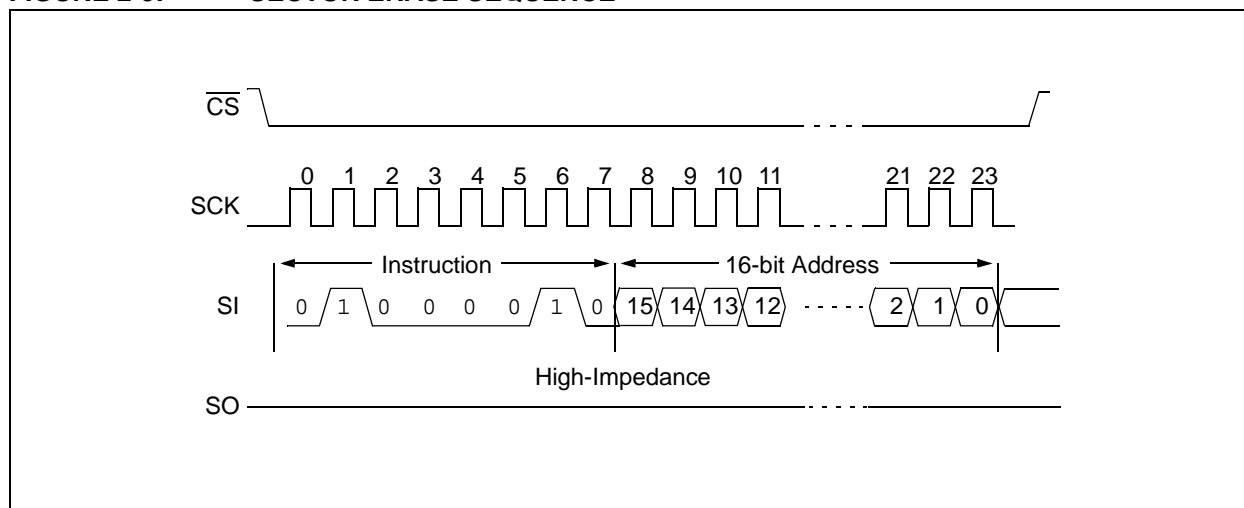 CS
0 1 2 3 4 5 6 7 8 9 10 11 21 22 23
SCK
Instruction 16-bit Address
SI 0 1 0 0 0 0 1 0 15 14 13 12 2 1 0
High-Impedance
SO